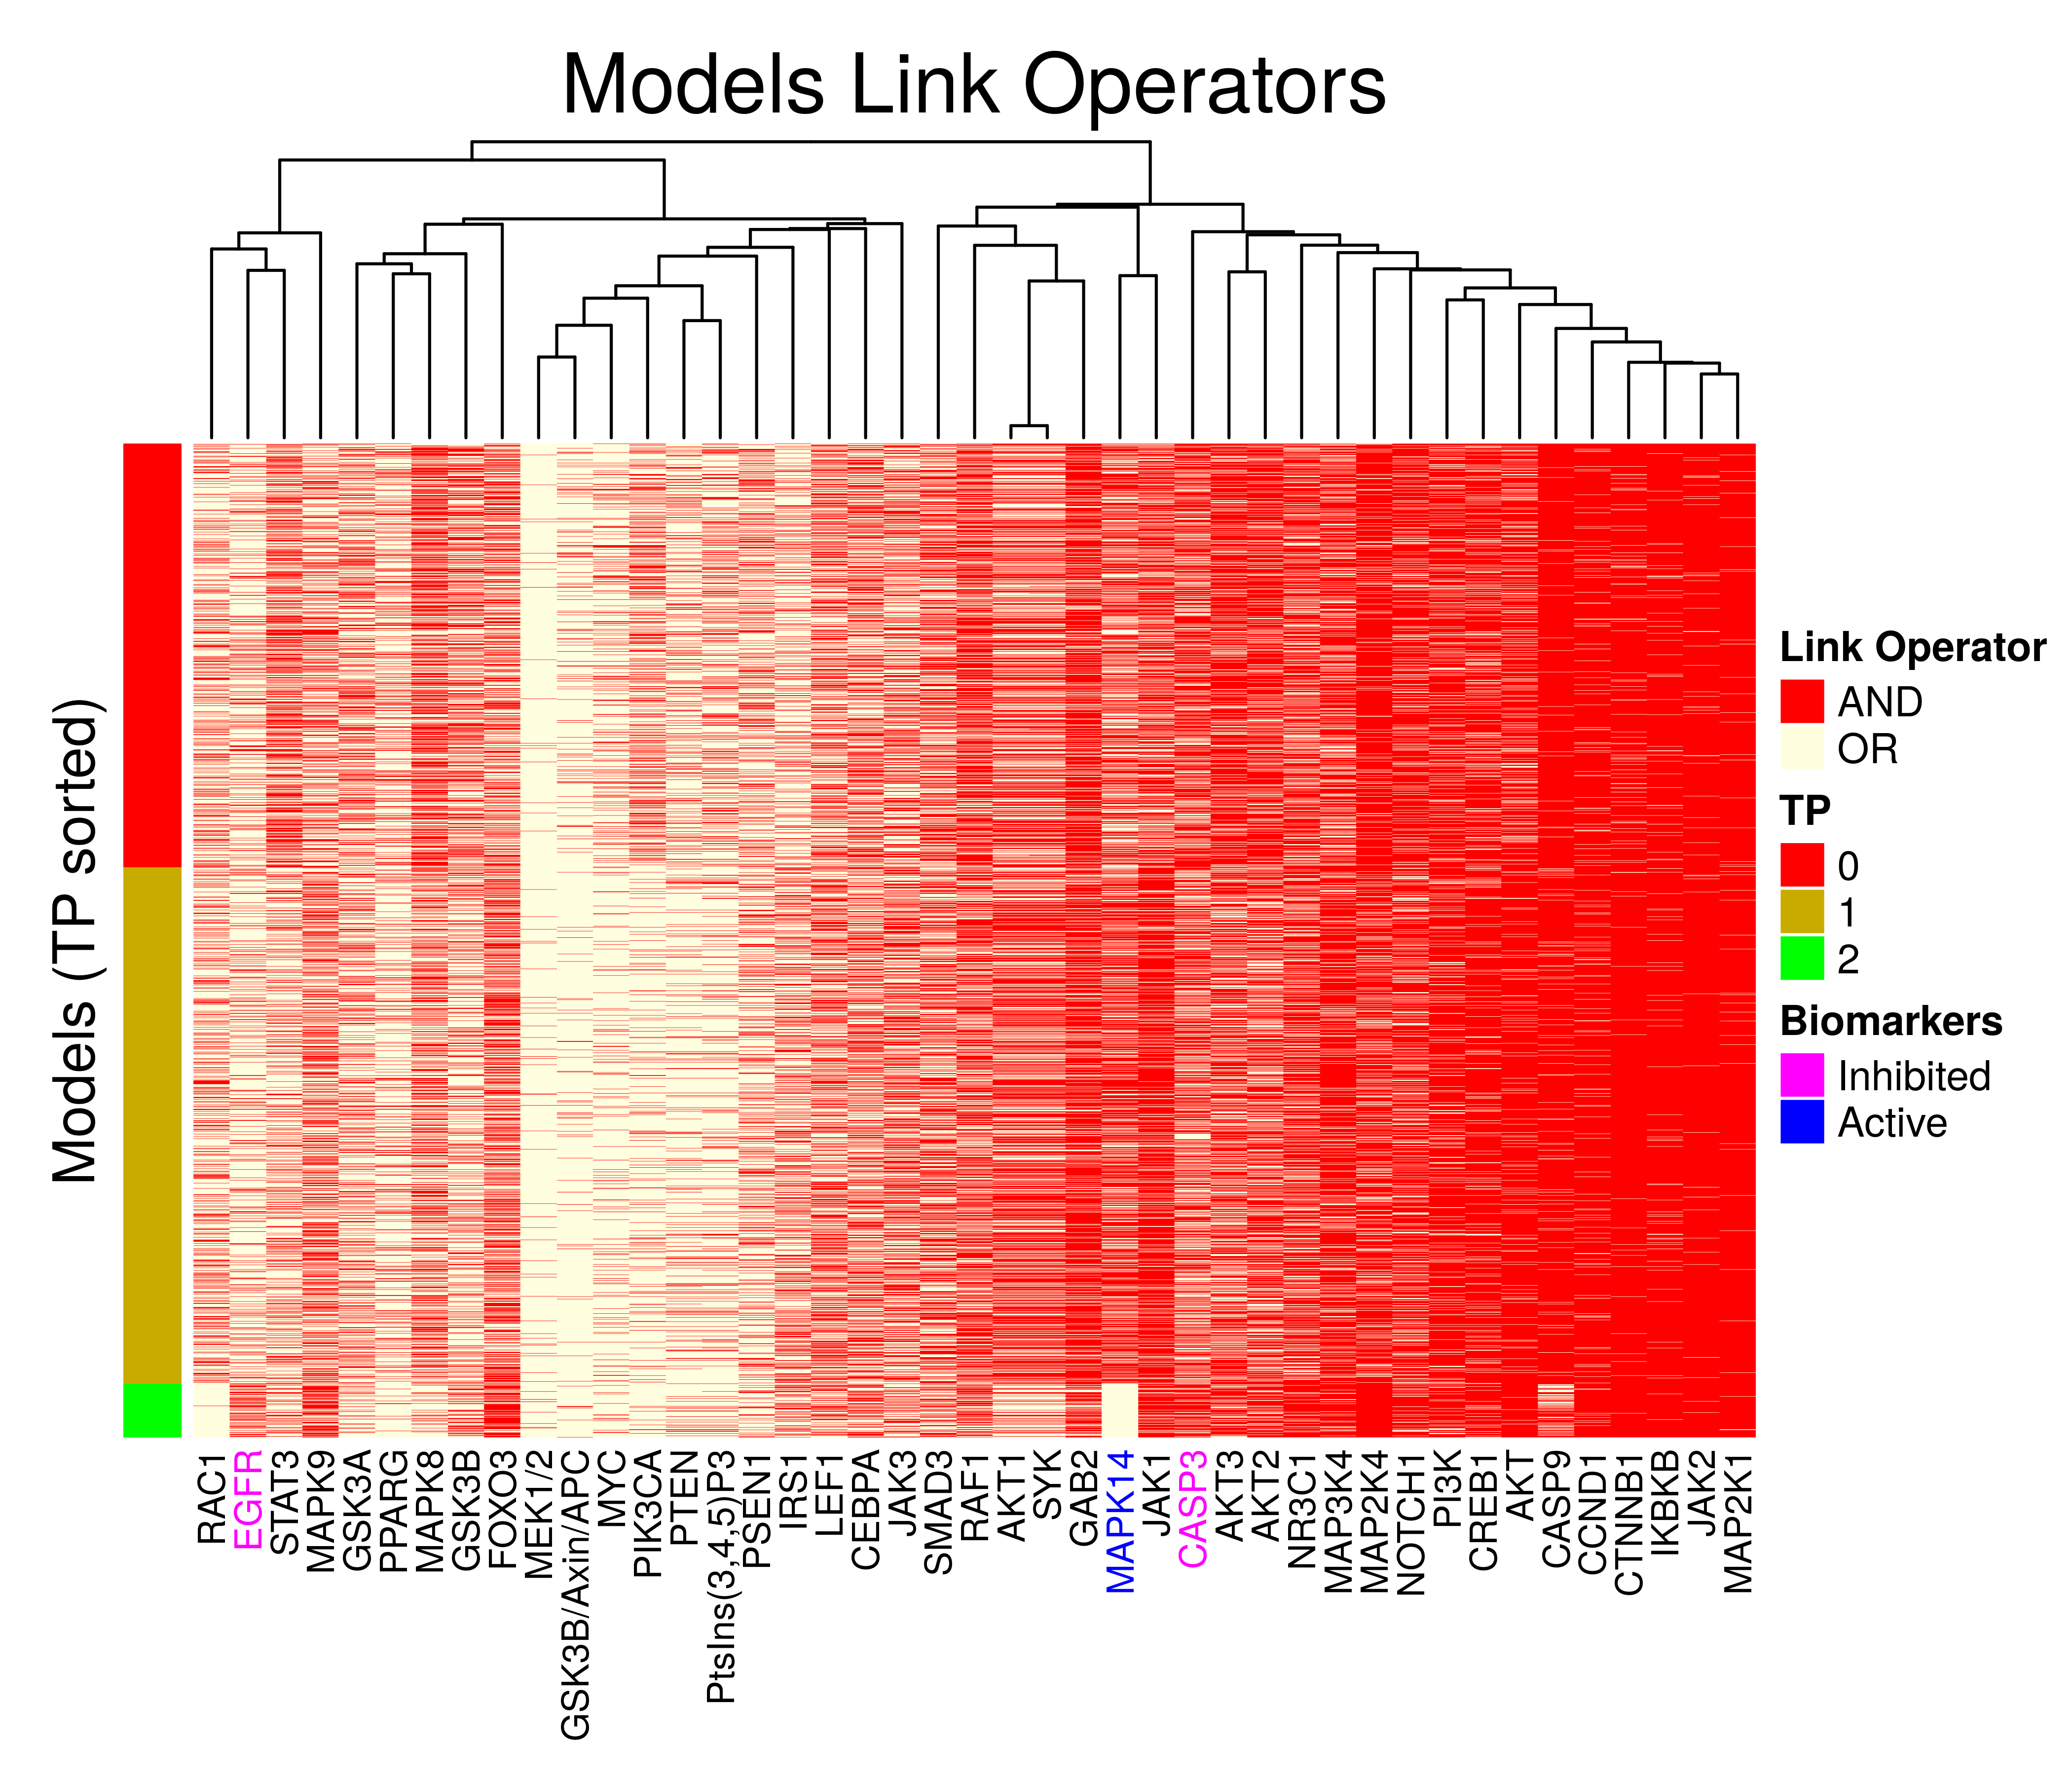 Models Link Operators
Models (TP sorted)
Link Operator
AND
OR
TP
0
1
2
Biomarkers
Inhibited
Active
RAC1
EGFR
STAT3
MAPK9
GSK3A
PPARG
MAPK8
GSK3B
FOXO3
MEK1/2
GSK3B/Axin/APC
MYC
PIK3CA
PTEN
PtsIns(3,4,5)P3
PSEN1
IRS1
LEF1
CEBPA
JAK3
SMAD3
RAF1
AKT1
SYK
GAB2
MAPK14
JAK1
CASP3
AKT3
AKT2
NR3C1
MAP3K4
MAP2K4
NOTCH1
PI3K
CREB1
AKT
CASP9
CCND1
CTNNB1
IKBKB
JAK2
MAP2K1